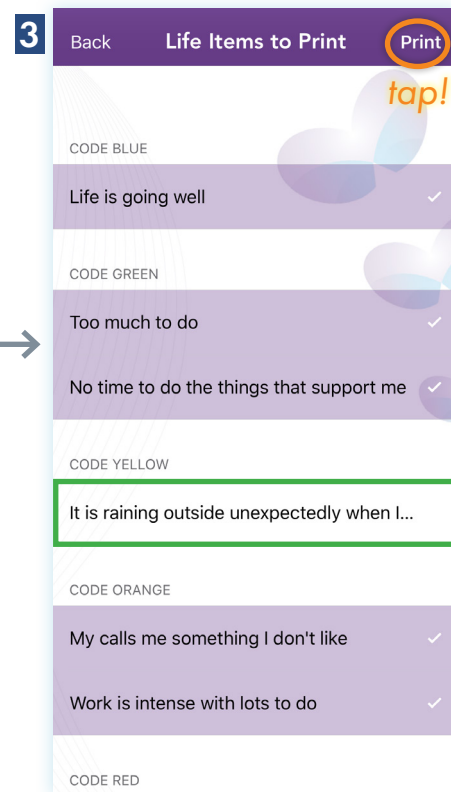 3
Back Life Items to Print Print
tap!
CODE BLUE
Life is going well
CODE GREEN
Too much to do
No time to do the things that support me
CODE YELLOW
It is raining outside unexpectedly when I...
CODE ORANGE
My calls me something I don't like
Work is intense with lots to do
CODE RED